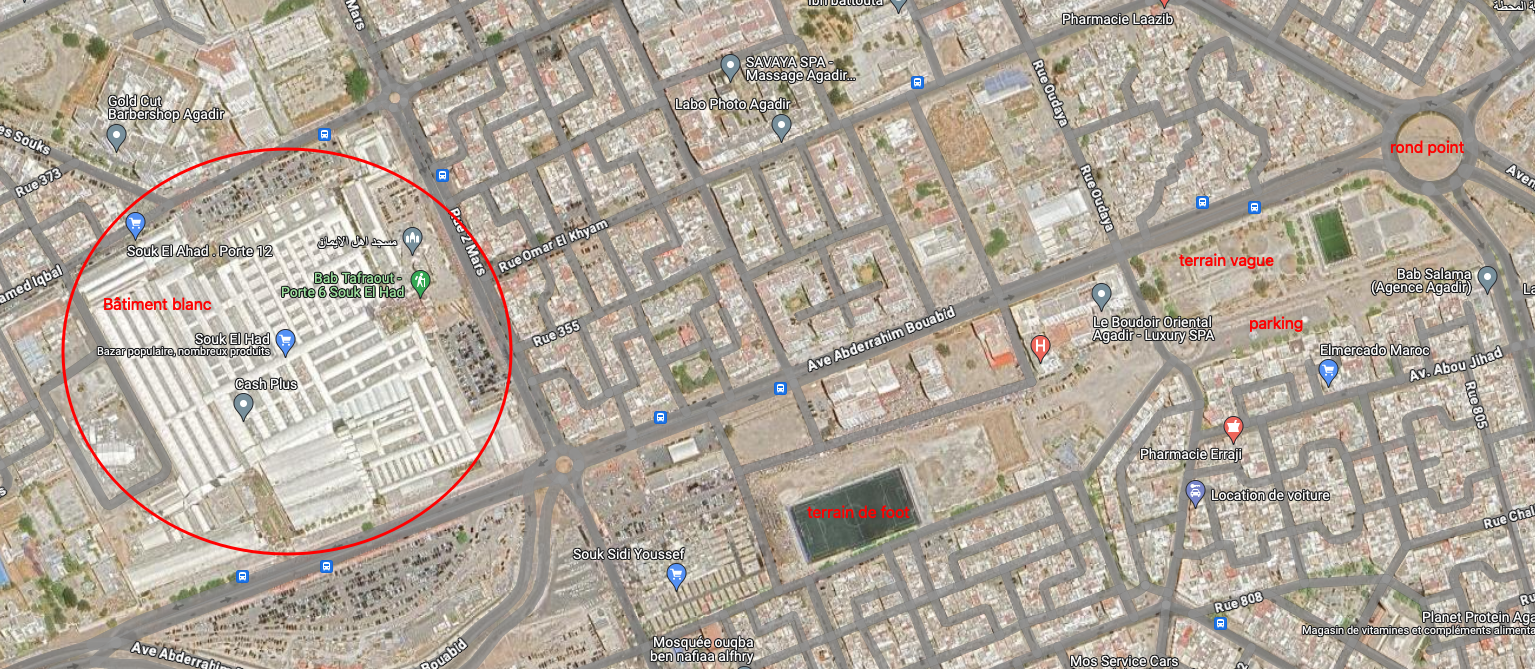 Mars
Ibn battouta
Pharmacie Laazib
SAVAYA SPA -
Massage Agadir...
Labo Photo Agadir
Gold Cut
Barbershop Agadir
es Souks
Rue 373
Rue Oudaya
Rue Oudaya
rond point
Aven
Rue 2 Mars
Rue Omar El Khyam
Souk El Ahad . Porte 12
مسجد اهل الايمان
Bab Tafraout -
Porte 6 Souk El Had
amed Iqbal
Bâtiment blanc
terrain vague
Bab Salama
(Agence Agadir)
La
parking
Souk El Had
Bazar populaire, nombreux produits
Rue 355
Ave Abderrahim Bouabid
Le Boudoir Oriental
Agadir - Luxury SPA
H
Elmercado Maroc
Av. Abou Jihad
Cash Plus
Rue 805
Pharmacie Erraji
Location de voiture
terrain de foot
Rue Chal
Souk Sidi Youssef
Rue 808
Ru
Planet Protein Aga
Magasin de vitamines et compléments alimenta
Mosquée ouqba
ben nafiaa alfhry
Ave Abderrahi
Bouabid
Mos Service Cars